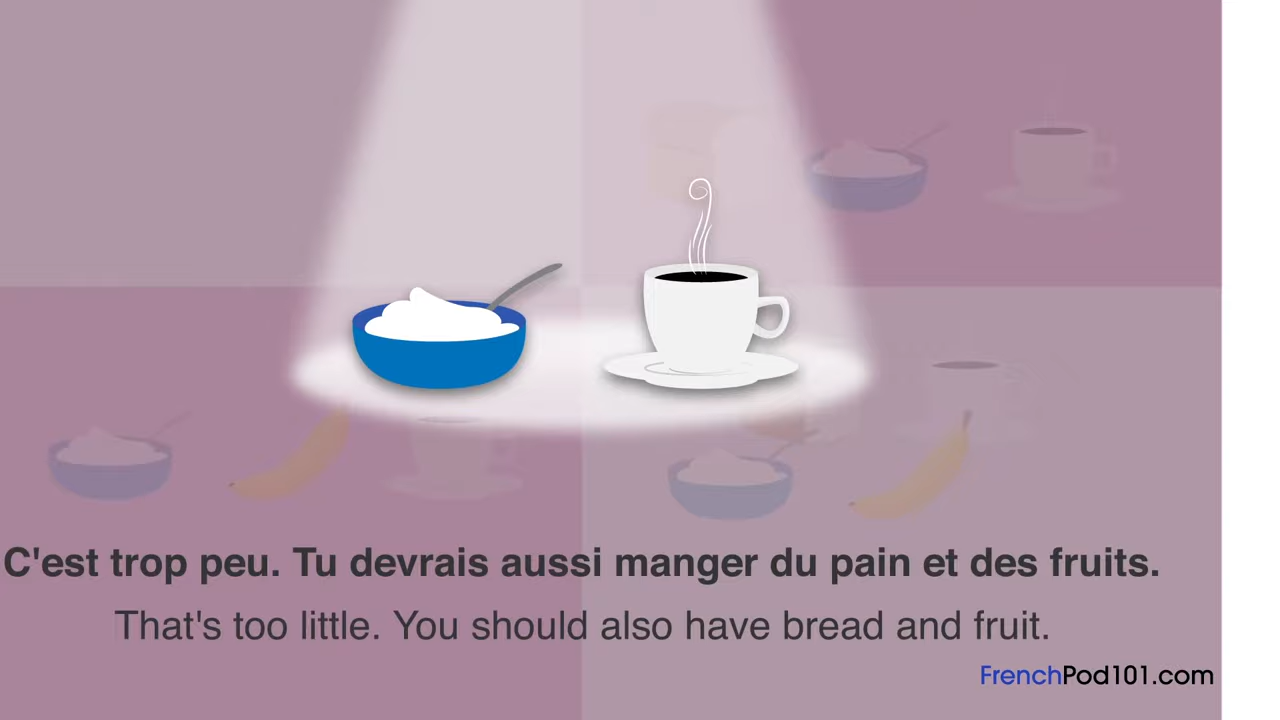 C'est trop peu. Tu devrais aussi manger du pain et des fruits.
That's too little. You should also have bread and fruit.
FrenchPod101.com